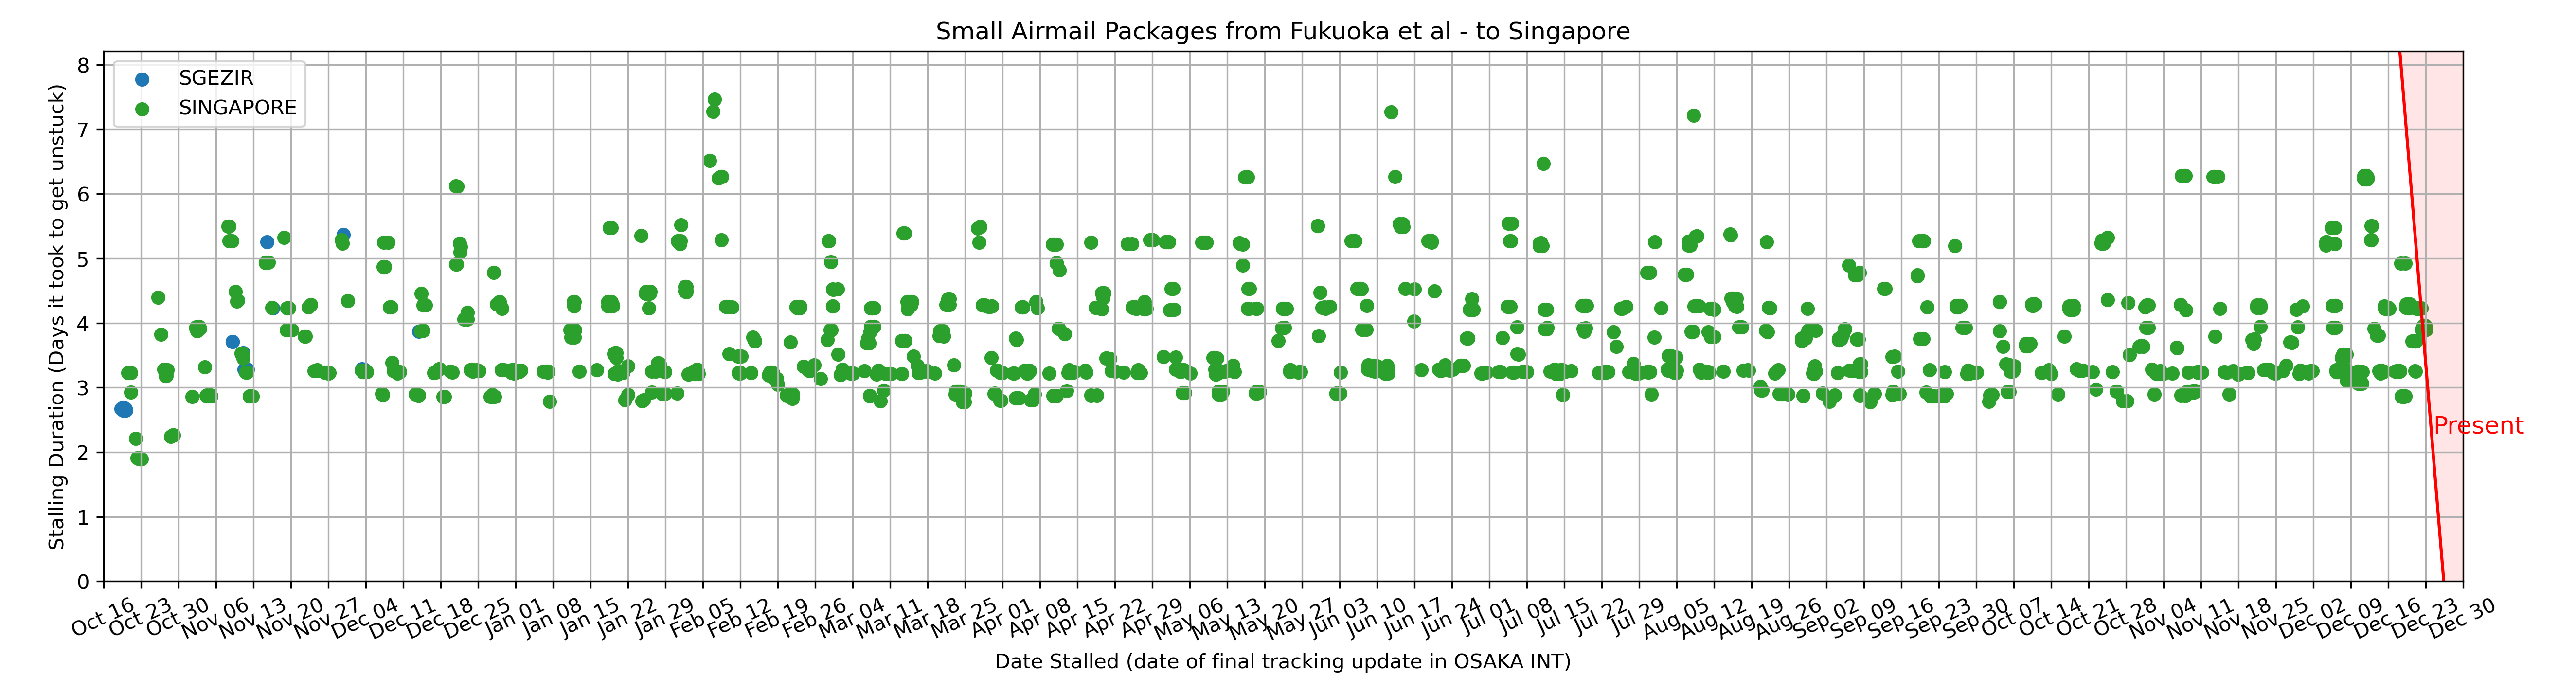 Small Airmail Packages from Fukuoka et al - to Singapore
SGEZIR
SINGAPORE
Stalling Duration (Days it took to get unstuck)
8
7
6
5
4
3
2
1
0
Present
Oct 16
Oct 23
Oct 30
Nov 06
Nov 13
Nov 20
Nov 27
Dec 04
Dec 11
Dec 18
Dec 25
Jan 01
Jan 08
Jan 15
Jan 22
Jan 29
Feb 05
Feb 12
Feb 19
Feb 26
Mar 04
Mar 11
Mar 18
Mar 25
Apr 01
Apr 08
Apr 15
Apr 22
Apr 29
May 06
May 13
May 20
May 27
Jun 03
Jun 10
Jun 17
Jun 24
Jul 01
Jul 08
Jul 15
Jul 22
Jul 29
Aug 05
Aug 12
Aug 19
Aug 26
Sep 02
Sep 09
Sep 16
Sep 23
Sep 30
Oct 07
Oct 14
Oct 21
Oct 28
Nov 04
Nov 11
Nov 18
Nov 25
Dec 02
Dec 09
Dec 16
Dec 23
Dec 30
Date Stalled (date of final tracking update in OSAKA INT)